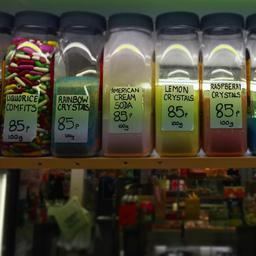 LIQUORICE
COMFITS
85p
100g
RAINBOW
CRYSTALS
85p
100g
AMERICAN
CREAM
SODA
85p
100g
LEMON
CRYSTALS
85p
100g
RASPBERRY
CRYSTALS
85p
100g